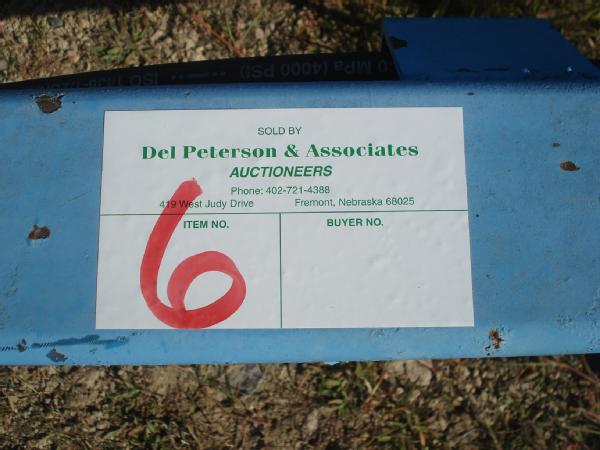 0 MPa (4000 PSI)
SOLD BY
Del Peterson & Associates
AUCTIONEERS
Phone: 402-721-4388
419 West Judy Drive Fremont, Nebraska 68025
ITEM NO. BUYER NO.
6